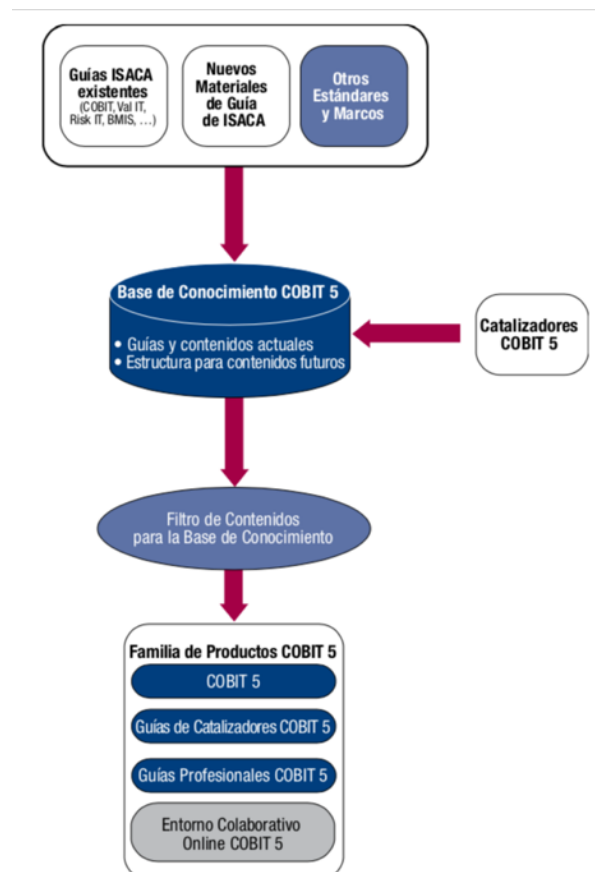 Guías ISACA
existentes
(COBIT, Val IT,
Risk IT, BMIS, ...)
Nuevos
Materiales
de Guía
de ISACA
Otros
Estándares
y Marcos
Base de Conocimiento COBIT 5
• Guías y contenidos actuales
• Estructura para contenidos futuros
Catalizadores
COBIT 5
Filtro de Contenidos
para la Base de Conocimiento
Familia de Productos COBIT 5
COBIT 5
Guías de Catalizadores COBIT 5
Guías Profesionales COBIT 5
Entorno Colaborativo
Online COBIT 5